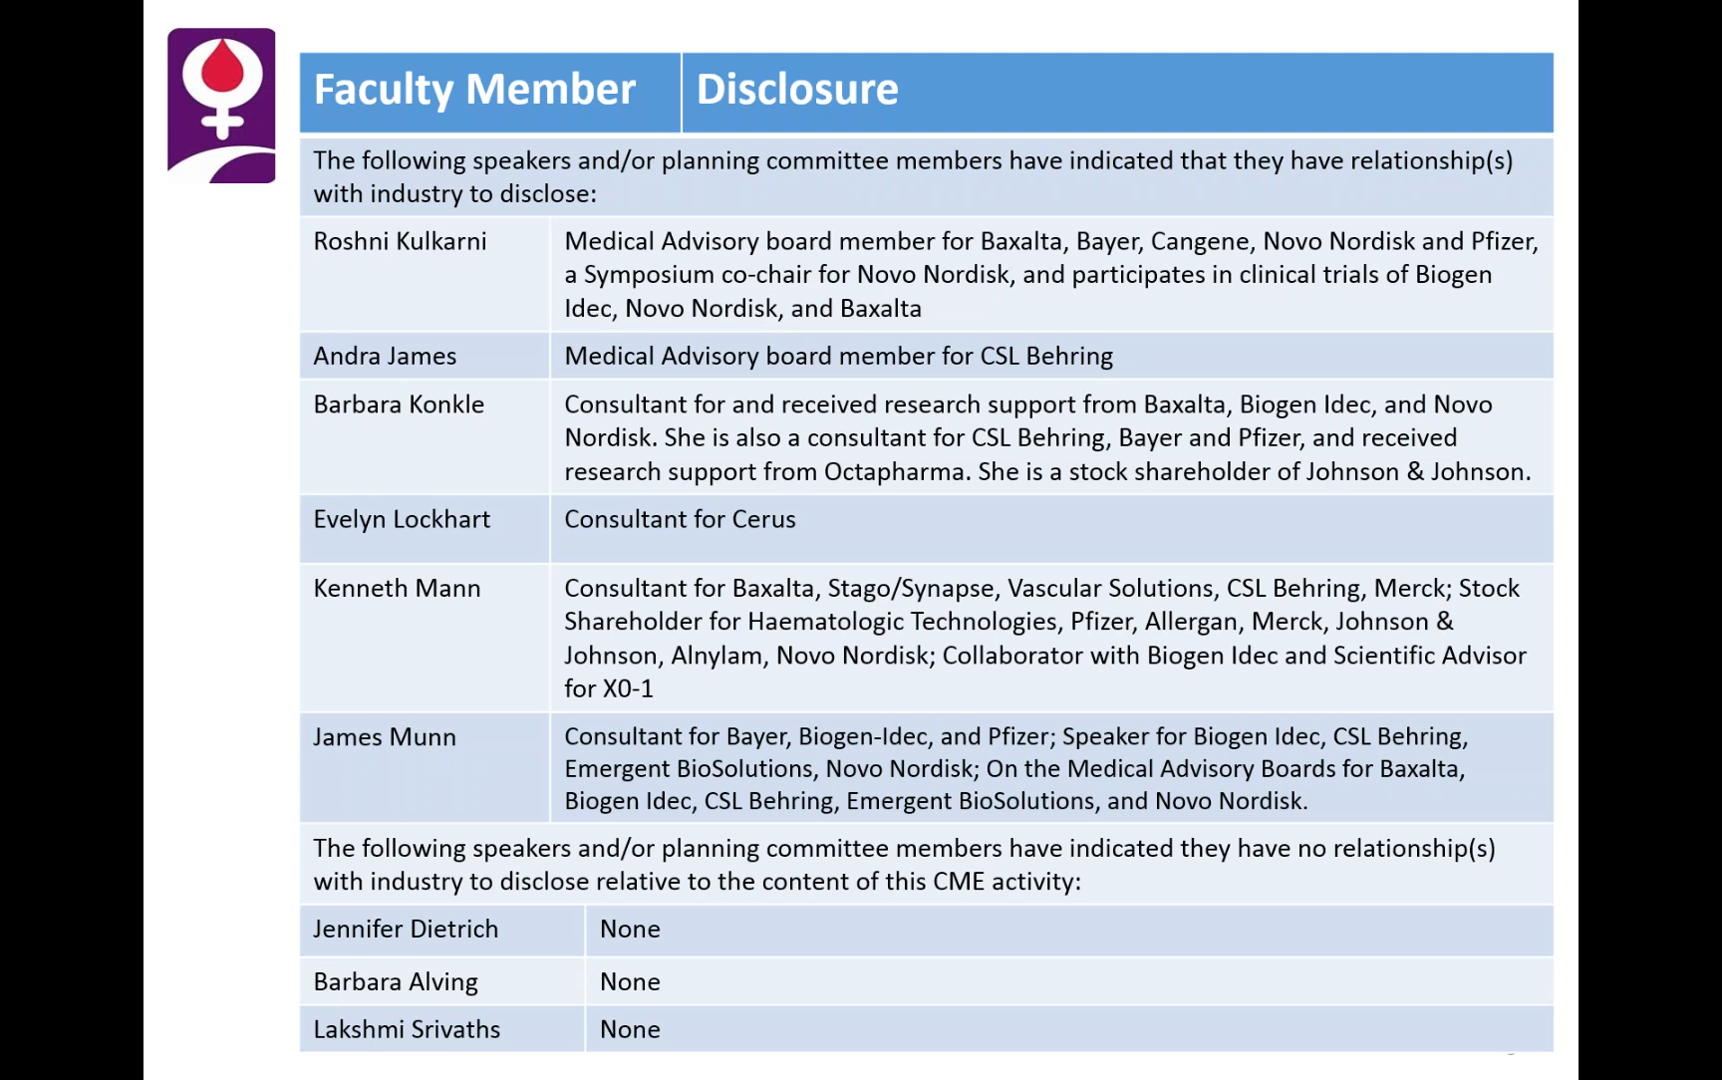 Faculty Member Disclosure
The following speakers and/or planning committee members have indicated that they have relationship(s)
with industry to disclose:
Roshni Kulkarni Medical Advisory board member for Baxalta, Bayer, Cangene, Novo Nordisk and Pfizer,
a Symposium co-chair for Novo Nordisk, and participates in clinical trials of Biogen
Idec, Novo Nordisk, and Baxalta
Andra James Medical Advisory board member for CSL Behring
Barbara Konkle Consultant for and received research support from Baxalta, Biogen Idec, and Novo
Nordisk. She is also a consultant for CSL Behring, Bayer and Pfizer, and received
research support from Octapharma. She is a stock shareholder of Johnson & Johnson.
Evelyn Lockhart Consultant for Cerus
Kenneth Mann Consultant for Baxalta, Stago/Synapse, Vascular Solutions, CSL Behring, Merck; Stock
Shareholder for Haematologic Technologies, Pfizer, Allergan, Merck, Johnson &
Johnson, Alnylam, Novo Nordisk; Collaborator with Biogen Idec and Scientific Advisor
for X0-1
James Munn Consultant for Bayer, Biogen-Idec, and Pfizer; Speaker for Biogen Idec, CSL Behring,
Emergent BioSolutions, Novo Nordisk; On the Medical Advisory Boards for Baxalta,
Biogen Idec, CSL Behring, Emergent BioSolutions, and Novo Nordisk.
The following speakers and/or planning committee members have indicated they have no relationship(s)
with industry to disclose relative to the content of this CME activity:
Jennifer Dietrich None
Barbara Alving None
Lakshmi Srivaths None